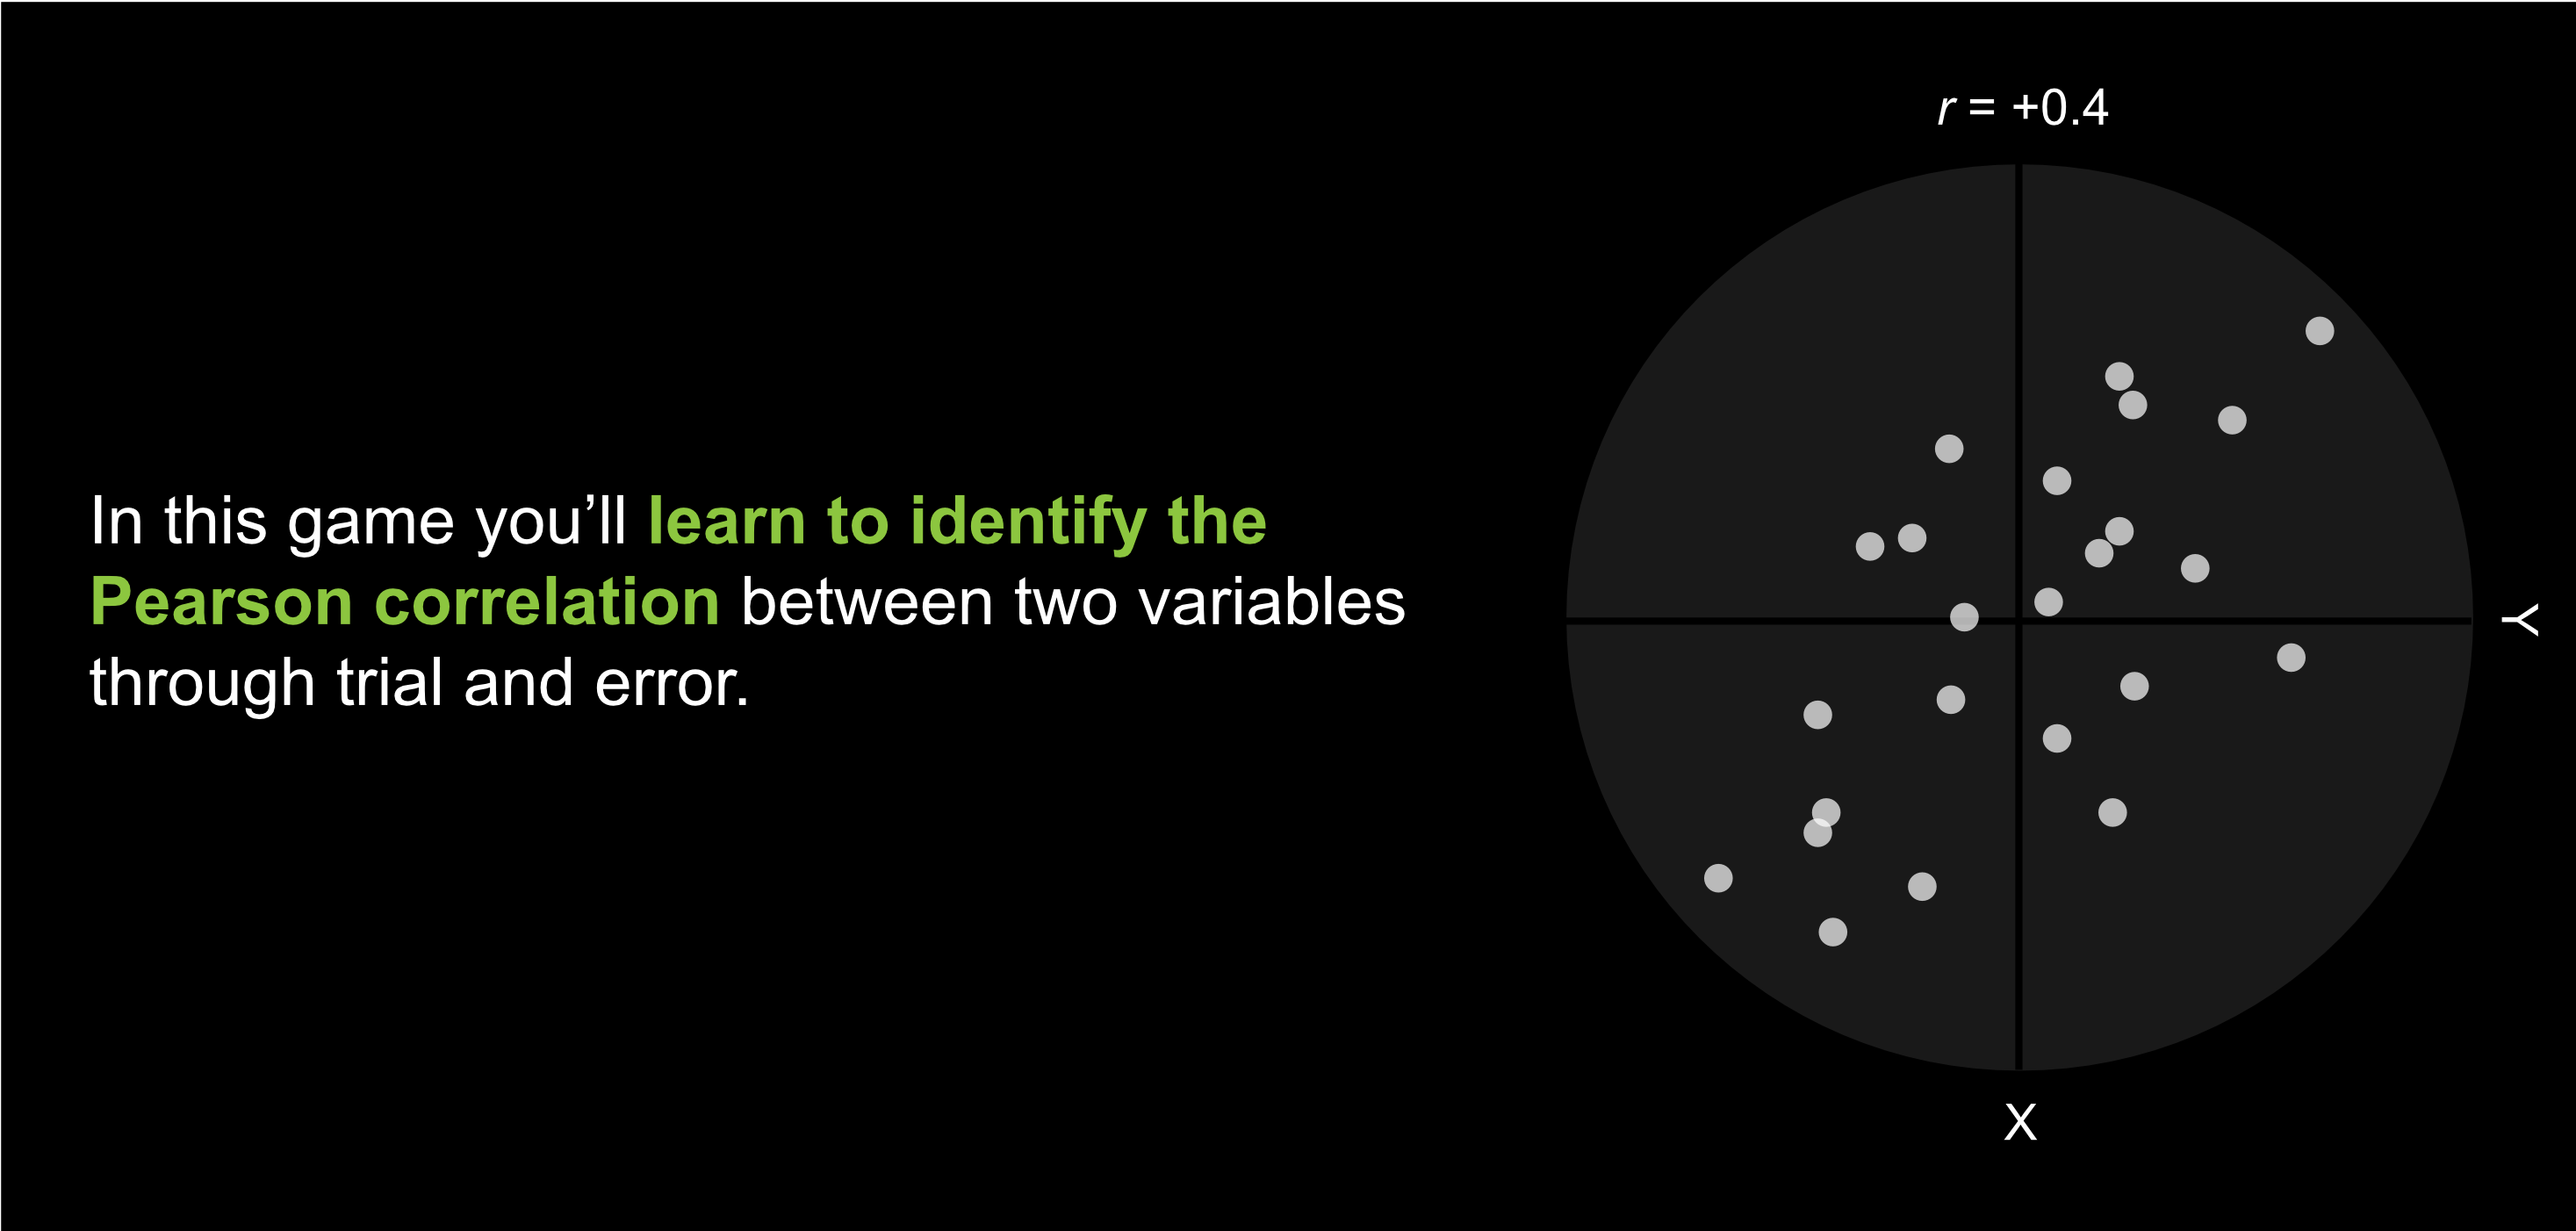 In this game you’ll learn to identify the
Pearson correlation between two variables
through trial and error.
r = +0.4
Y
X